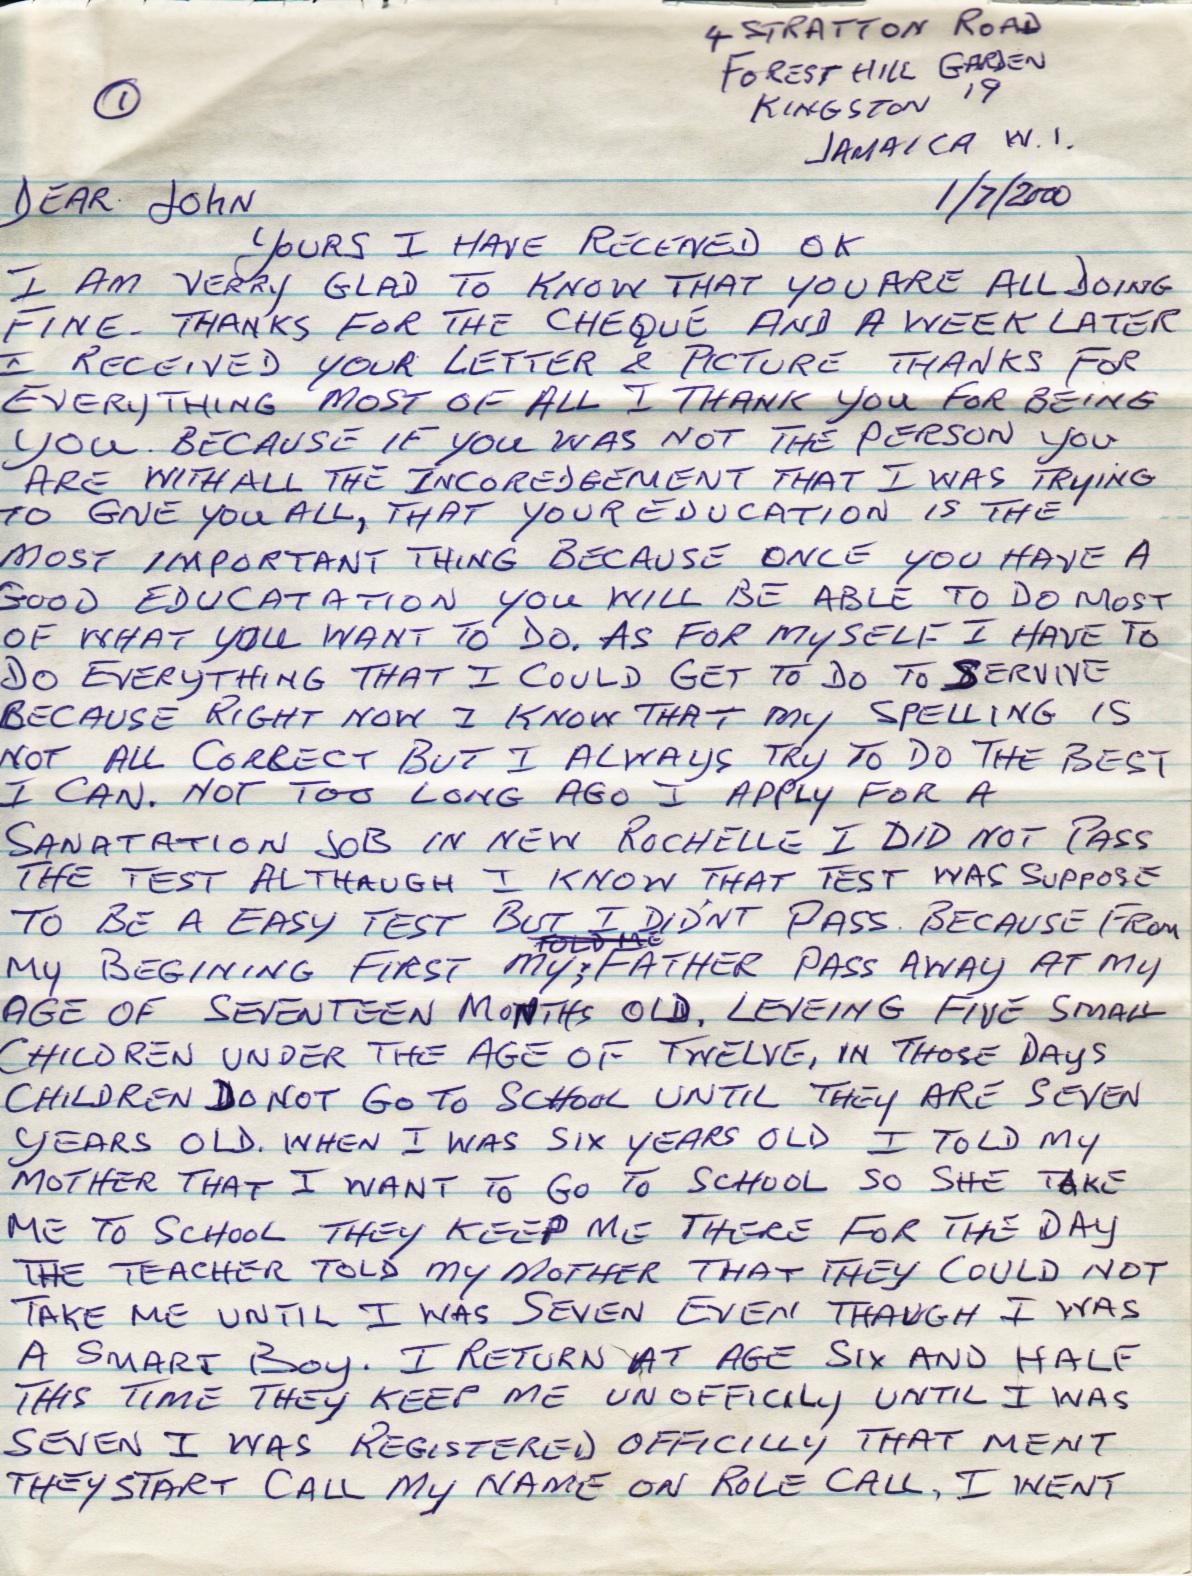 4 STRATTON ROAD
FOREST HILL GARDEN
KINGSTON 19
JAMAICA W.I.
1
DEAR JOHN 1/7/2000
YOURS I HAVE RECEIVED OK
I AM VERRY GLAD TO KNOW THAT YOU ARE ALL DOING
FINE. THANKS FOR THE CHEQUE AND A WEEK LATER
I RECEIVED YOUR LETTER & PICTURE THANKS FOR
EVERYTHING MOST OF ALL I THANK YOU FOR BEING
YOU. BECAUSE IF YOU WAS NOT THE PERSON YOU
ARE WITH ALL THE INCOREDGEMENT THAT I WAS TRYING
TO GIVE YOU ALL, THAT YOUR EDUCATION IS THE
MOST IMPORTANT THING BECAUSE ONCE YOU HAVE A
GOOD EDUCATATION YOU WILL BE ABLE TO DO MOST
OF WHAT YOU WANT TO DO. AS FOR MYSELF I HAVE TO
DO EVERYTHING THAT I COULD GET TO DO TO SERVIVE
BECAUSE RIGHT NOW I KNOW THAT MY SPELLING IS
NOT ALL CORRECT BUT I ALWAYS TRY TO DO THE BEST
I CAN. NOT TOO LONG AGO I APPLY FOR A
SANATATION JOB IN NEW ROCHELLE I DID NOT PASS
THE TEST ALTHAUGH I KNOW THAT TEST WAS SUPPOSE
TO BE A EASY TEST BUT I DIDN'T PASS. BECAUSE FROM
TOLD ME
MY BEGINING FIRST MY FATHER PASS AWAY AT MY
AGE OF SEVENTEEN MONTHS OLD. LEVEING FIVE SMALL
CHILDREN UNDER THE AGE OF TWELVE, IN THOSE DAYS
CHILDREN DO NOT GO TO SCHOOL UNTIL THEY ARE SEVEN
YEARS OLD. WHEN I WAS SIX YEARS OLD I TOLD MY
MOTHER THAT I WANT TO GO TO SCHOOL SO SHE TAKE
ME TO SCHOOL THEY KEEP ME THERE FOR THE DAY
THE TEACHER TOLD MY MOTHER THAT THEY COULD NOT
TAKE ME UNTIL I WAS SEVEN EVEN THAUGH I WAS
A SMART BOY. I RETURN AT AGE SIX AND HALF
THIS TIME THEY KEEP ME UNOFFICILY UNTIL I WAS
SEVEN I WAS REGISTERED OFFICILLY THAT MENT
THEY START CALL MY NAME ON ROLE CALL, I WENT